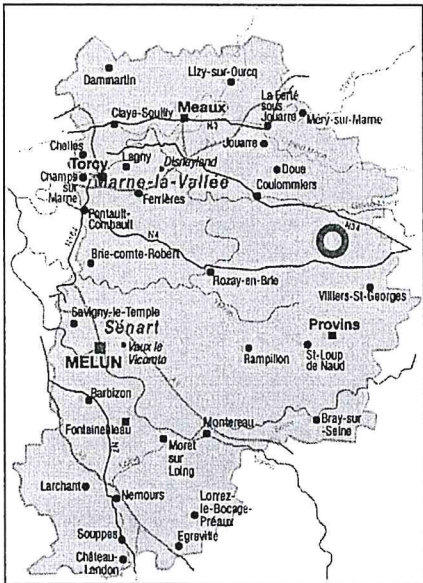 Dammartin
Lizy-sur-Ourcq
La Ferté
sous
Jouarre
Méry-sur-Marne
Meaux
Claye-Souilly
N3
Jouarre
Chelles
Torcy
Lagny
Disneyland
Doue
Champs
sur
Marne
Marne-la-Vallée
Ferrières
Coulommiers
Pontault-
Combault
N4
N34
Brie-comte-Robert
Rozay-en-Brie
Villiers-St-Georges
Savigny-le-Temple
Sénart
Provins
MELUN
Vaux le
Vicomte
Rampillon
St-Loup
de Naud
Barbizon
Fontainebleau
Montereau
Bray-sur
-Seine
N7
Moret
sur
Loing
Larchant
Nemours
Lorrez-
le-Bocage-
Préaux
Souppes
Egreville
Château-
Landon